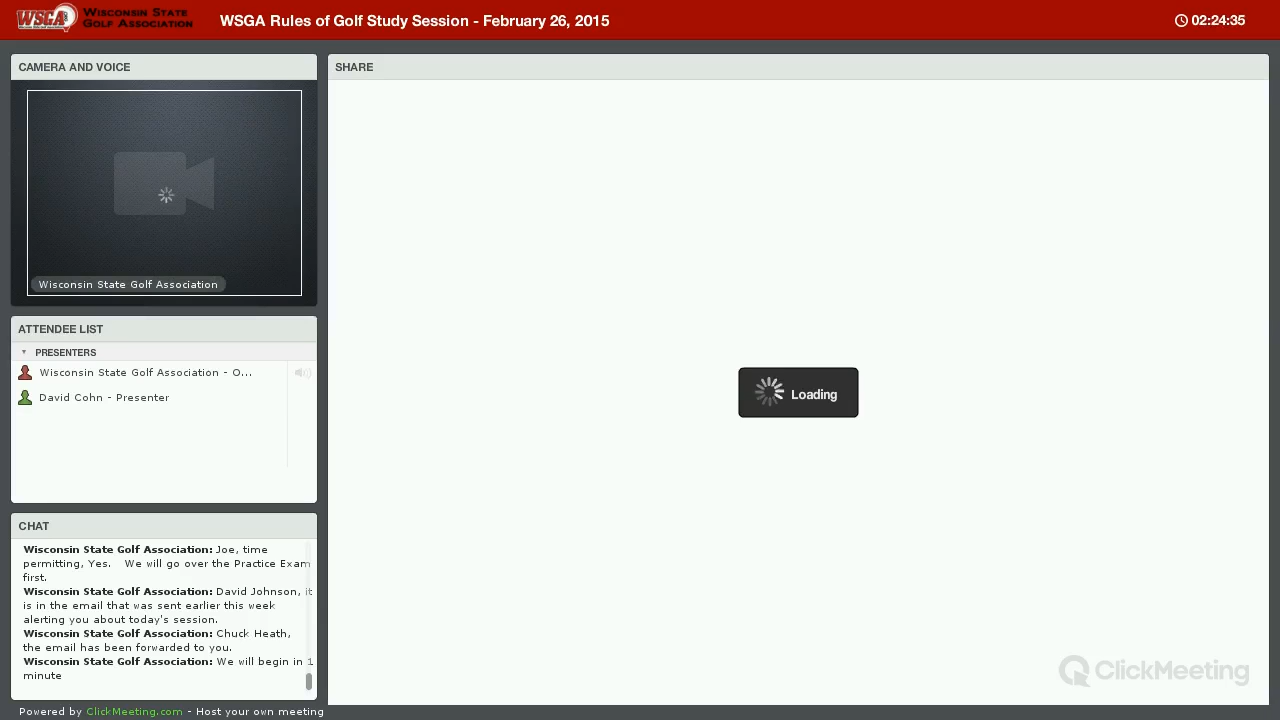 WSGA
WISCONSIN STATE
GOLF ASSOCIATION
WSGA Rules of Golf Study Session - February 26, 2015
02:24:35
CAMERA AND VOICE
Wisconsin State Golf Association
ATTENDEE LIST
PRESENTERS
Wisconsin State Golf Association - O...
David Cohn - Presenter
CHAT
Wisconsin State Golf Association: Joe, time
permitting, Yes. We will go over the Practice Exam
first.
Wisconsin State Golf Association: David Johnson, it
is in the email that was sent earlier this week
alerting you about today's session.
Wisconsin State Golf Association: Chuck Heath,
the email has been forwarded to you.
Wisconsin State Golf Association: We will begin in 1
minute
SHARE
Loading
ClickMeeting
Powered by ClickMeeting.com - Host your own meeting